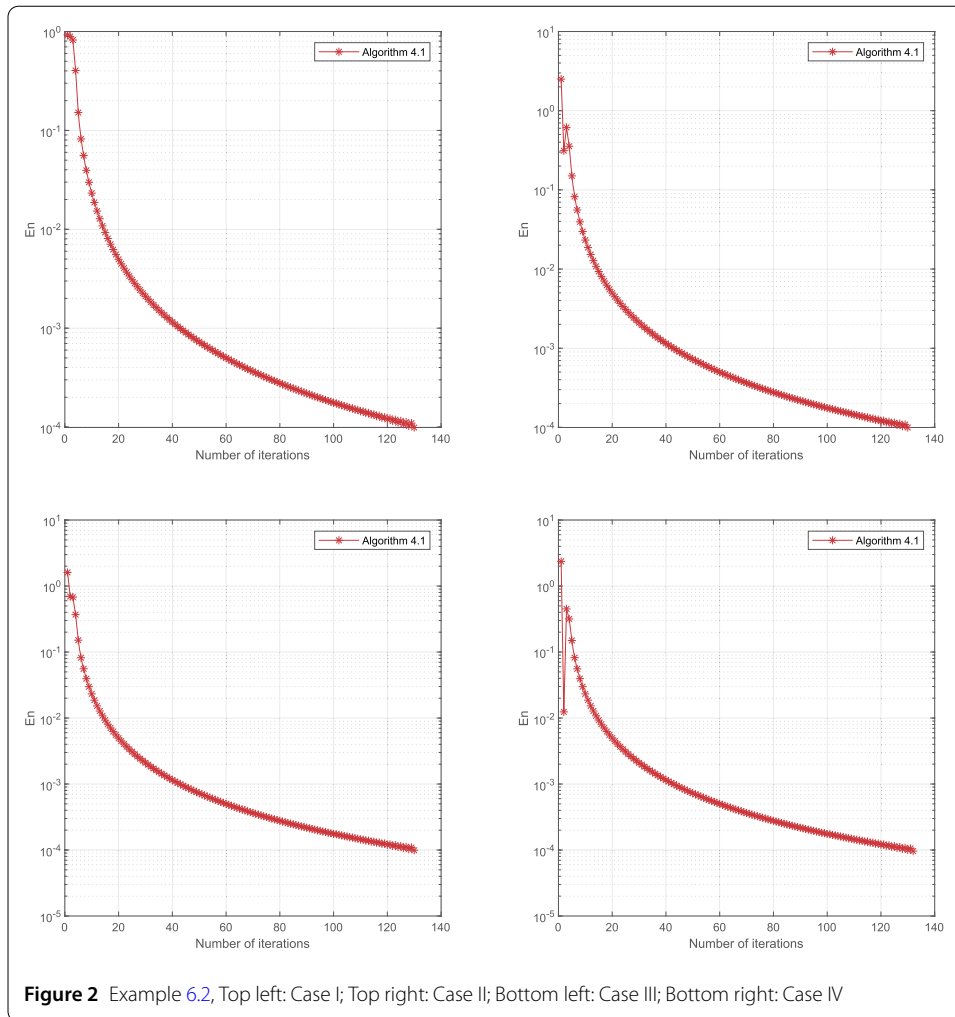 10^0
10^-1
10^-2
10^-3
10^-4
En
0 20 40 60 80 100 120 140
Number of iterations
Algorithm 4.1
10^1
10^0
10^-1
10^-2
10^-3
10^-4
En
0 20 40 60 80 100 120 140
Number of iterations
Algorithm 4.1
10^1
10^0
10^-1
10^-2
10^-3
10^-4
10^-5
En
0 20 40 60 80 100 120 140
Number of iterations
Algorithm 4.1
10^1
10^0
10^-1
10^-2
10^-3
10^-4
10^-5
En
0 20 40 60 80 100 120 140
Number of iterations
Algorithm 4.1
Figure 2 Example 6.2, Top left: Case I; Top right: Case II; Bottom left: Case III; Bottom right: Case IV